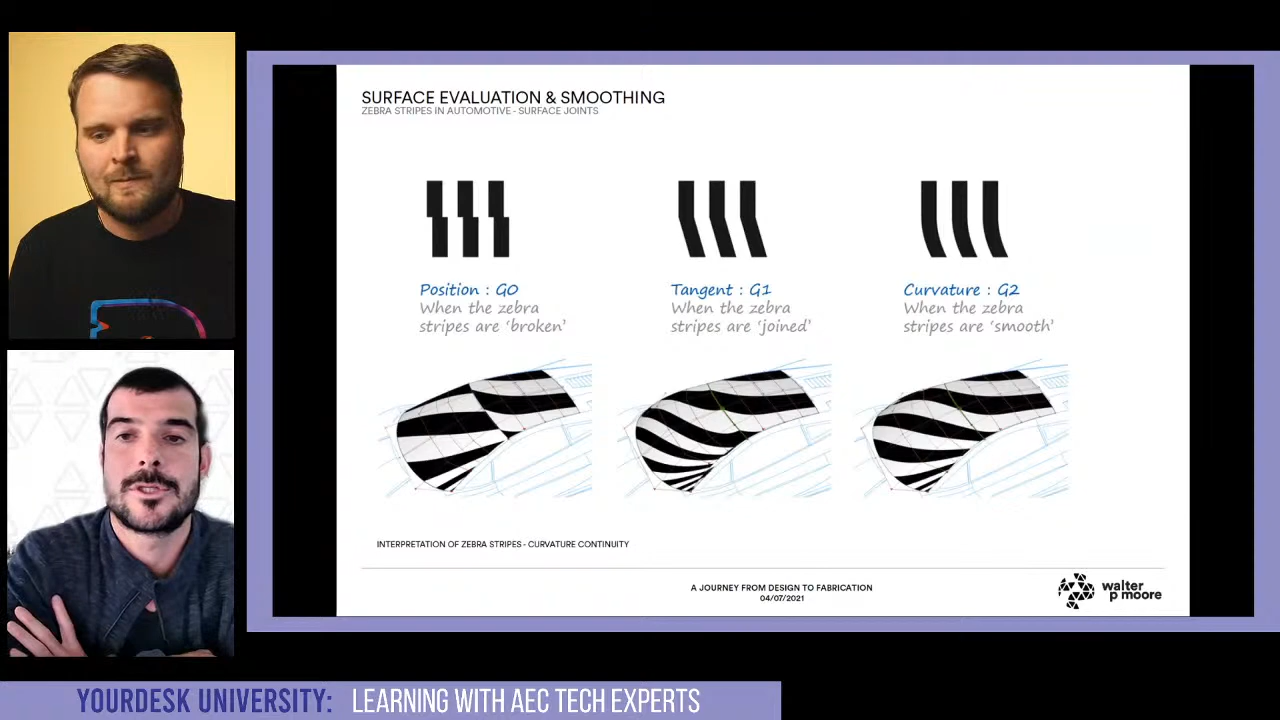 SURFACE EVALUATION & SMOOTHING
ZEBRA STRIPES IN AUTOMOTIVE - SURFACE JOINTS
Position : G0
When the zebra
stripes are ‘broken’
Tangent : G1
When the zebra
stripes are ‘joined’
Curvature : G2
When the zebra
stripes are ‘smooth’
INTERPRETATION OF ZEBRA STRIPES - CURVATURE CONTINUITY
A JOURNEY FROM DESIGN TO FABRICATION
04/07/2021
walter
p moore
YOURDESK UNIVERSITY: LEARNING WITH AEC TECH EXPERTS